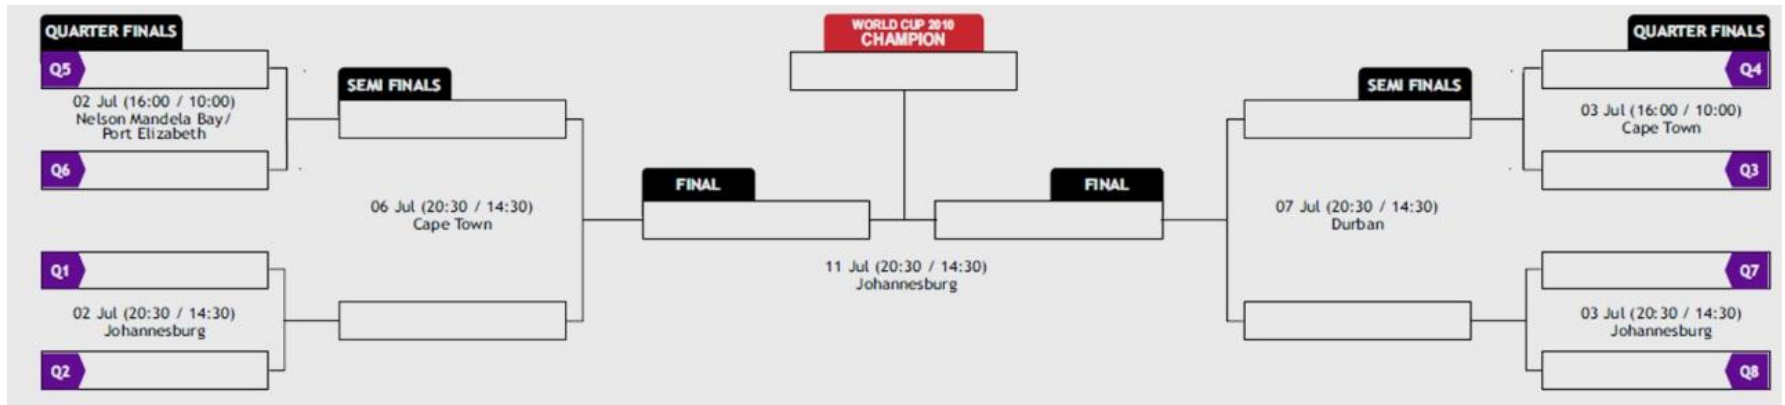 QUARTER FINALS
Q5
02 Jul (16:00 / 10:00)
Nelson Mandela Bay/
Port Elizabeth
Q6
Q1
02 Jul (20:30 / 14:30)
Johannesburg
Q2
SEMI FINALS
06 Jul (20:30 / 14:30)
Cape Town
FINAL
WORLD CUP 2010
CHAMPION
11 Jul (20:30 / 14:30)
Johannesburg
FINAL
SEMI FINALS
07 Jul (20:30 / 14:30)
Durban
QUARTER FINALS
Q4
03 Jul (16:00 / 10:00)
Cape Town
Q3
Q7
03 Jul (20:30 / 14:30)
Johannesburg
Q8